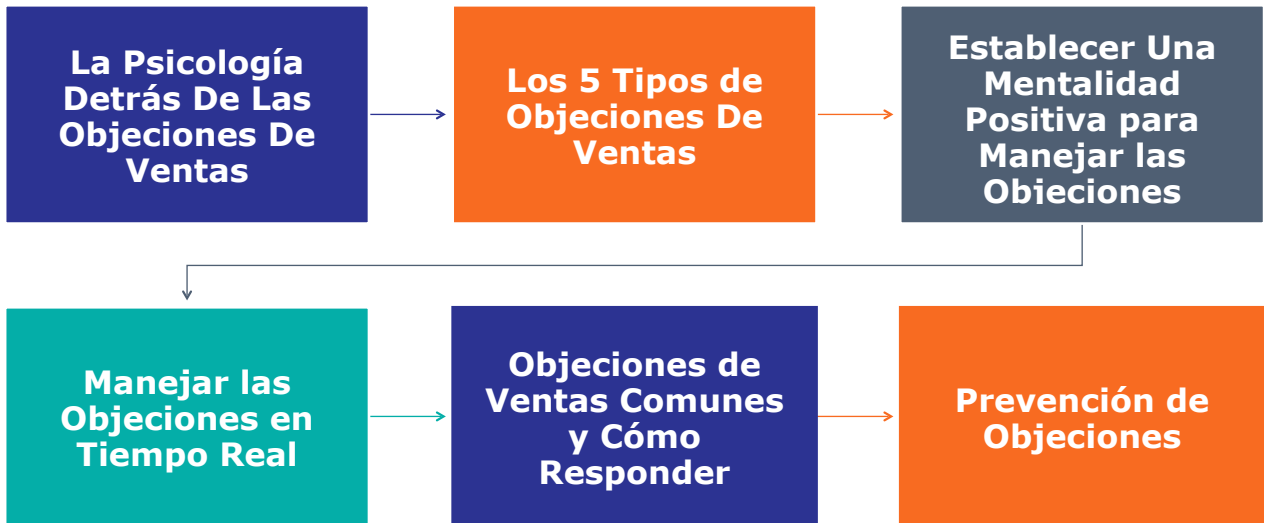 La Psicología
Detrás De Las
Objeciones De
Ventas
Los 5 Tipos de
Objeciones De
Ventas
Establecer Una
Mentalidad
Positiva para
Manejar las
Objeciones
Manejar las
Objeciones en
Tiempo Real
Objeciones de
Ventas Comunes
y Cómo
Responder
Prevención de
Objeciones